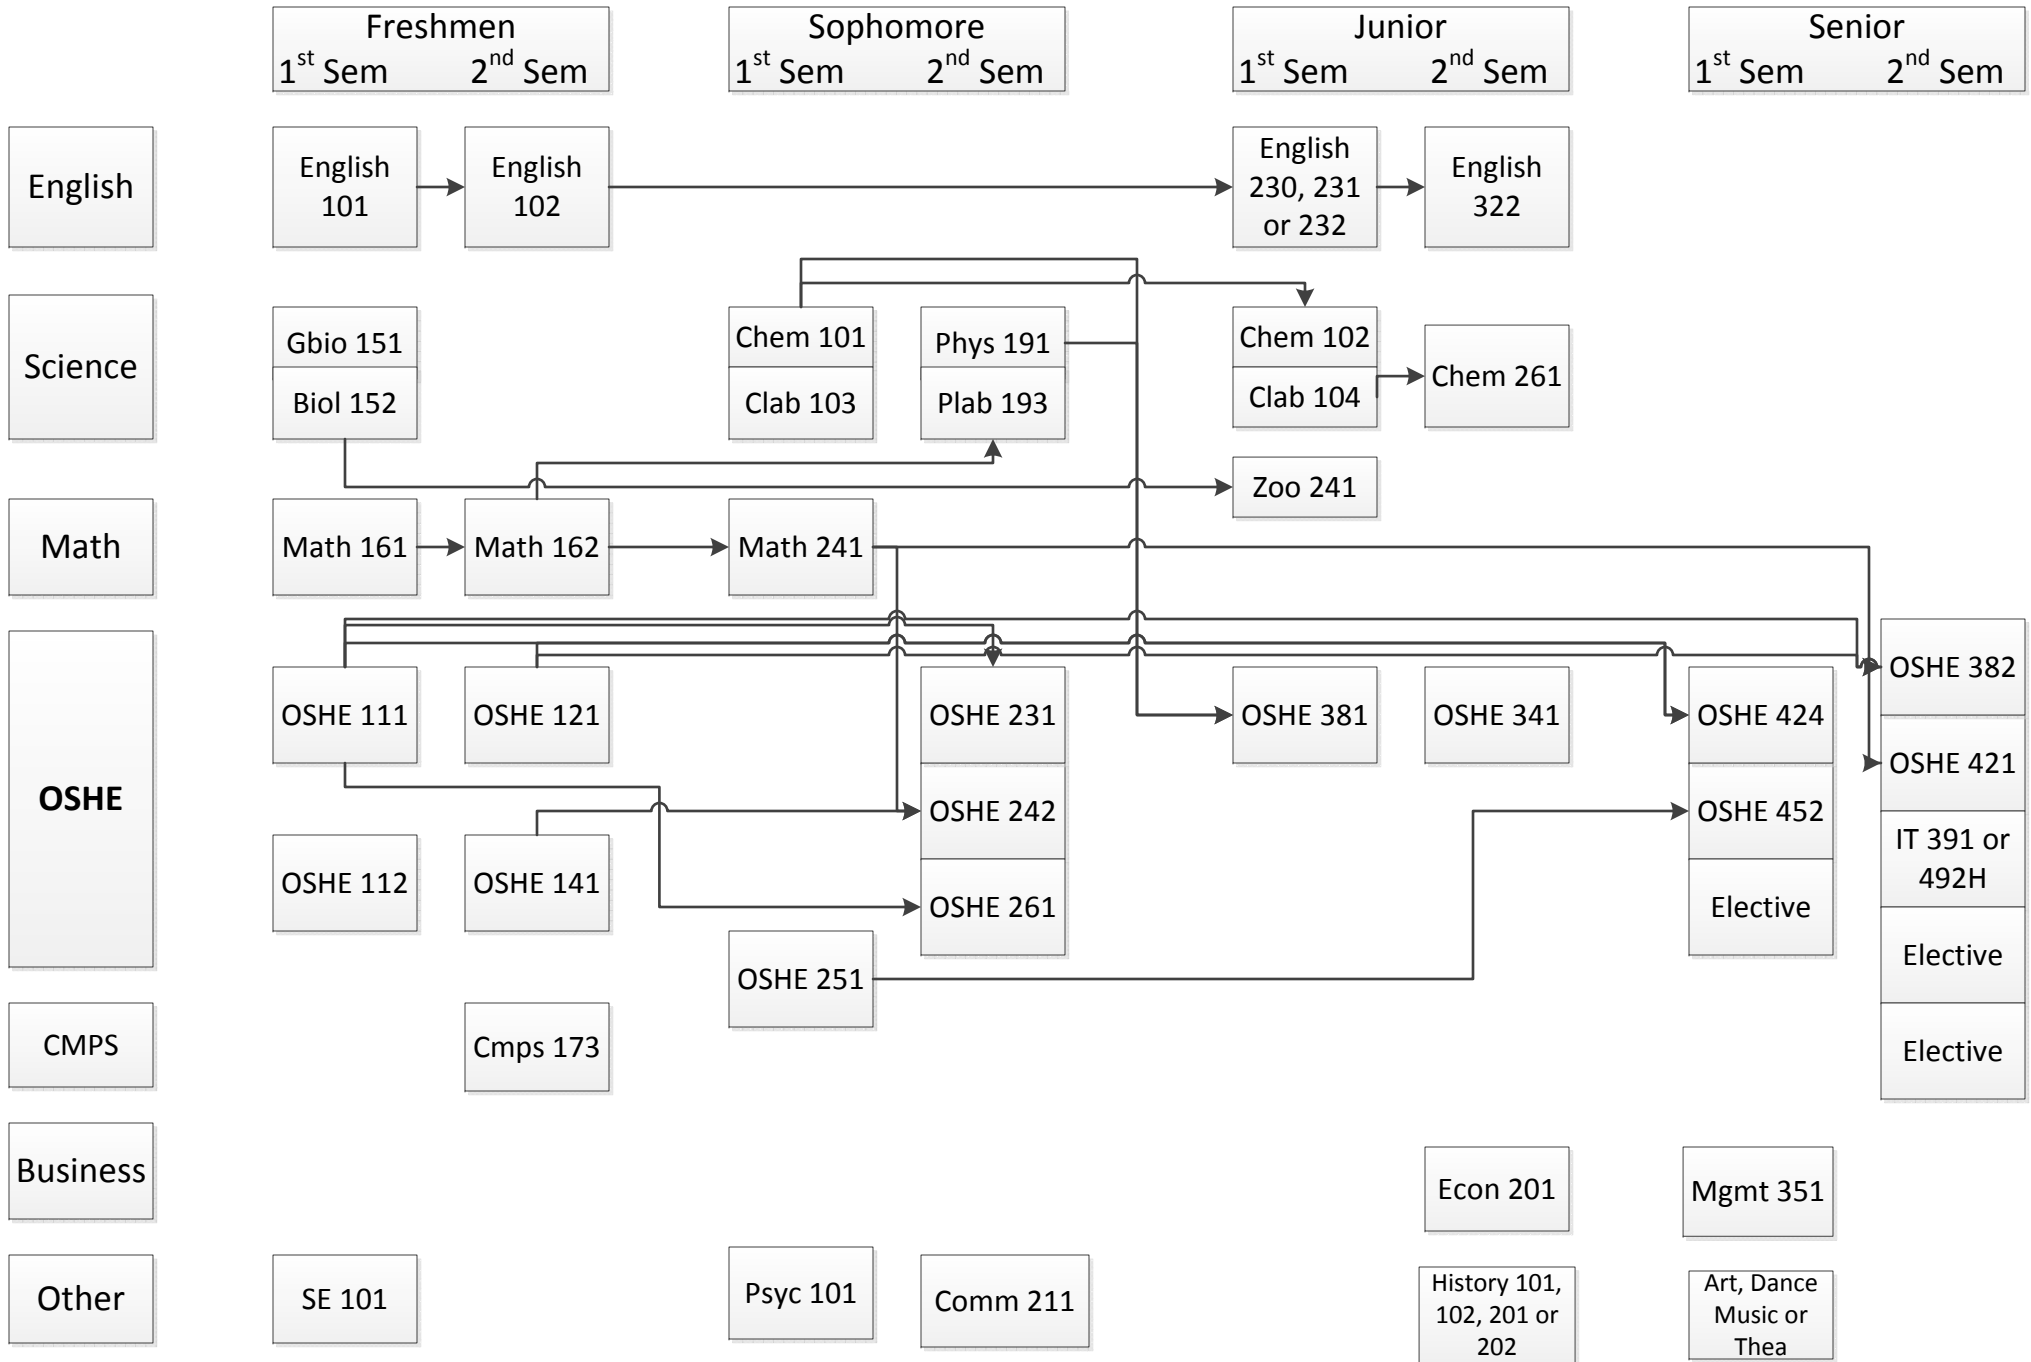 Freshmen
1st Sem 2nd Sem
Sophomore
1st Sem 2nd Sem
Junior
1st Sem 2nd Sem
Senior
1st Sem 2nd Sem
English
English
101
English
102
English
230, 231
or 232
English
322
Science
Gbio 151
Biol 152
Chem 101
Clab 103
Phys 191
Plab 193
Chem 102
Clab 104
Chem 261
Zoo 241
Math
Math 161
Math 162
Math 241
OSHE
OSHE 111
OSHE 112
OSHE 121
OSHE 141
OSHE 251
OSHE 231
OSHE 242
OSHE 261
OSHE 381
OSHE 341
OSHE 424
OSHE 452
Elective
OSHE 382
OSHE 421
IT 391 or
492H
Elective
Elective
CMPS
Cmps 173
Business
Econ 201
Mgmt 351
Other
SE 101
Psyc 101
Comm 211
History 101,
102, 201 or
202
Art, Dance
Music or
Thea